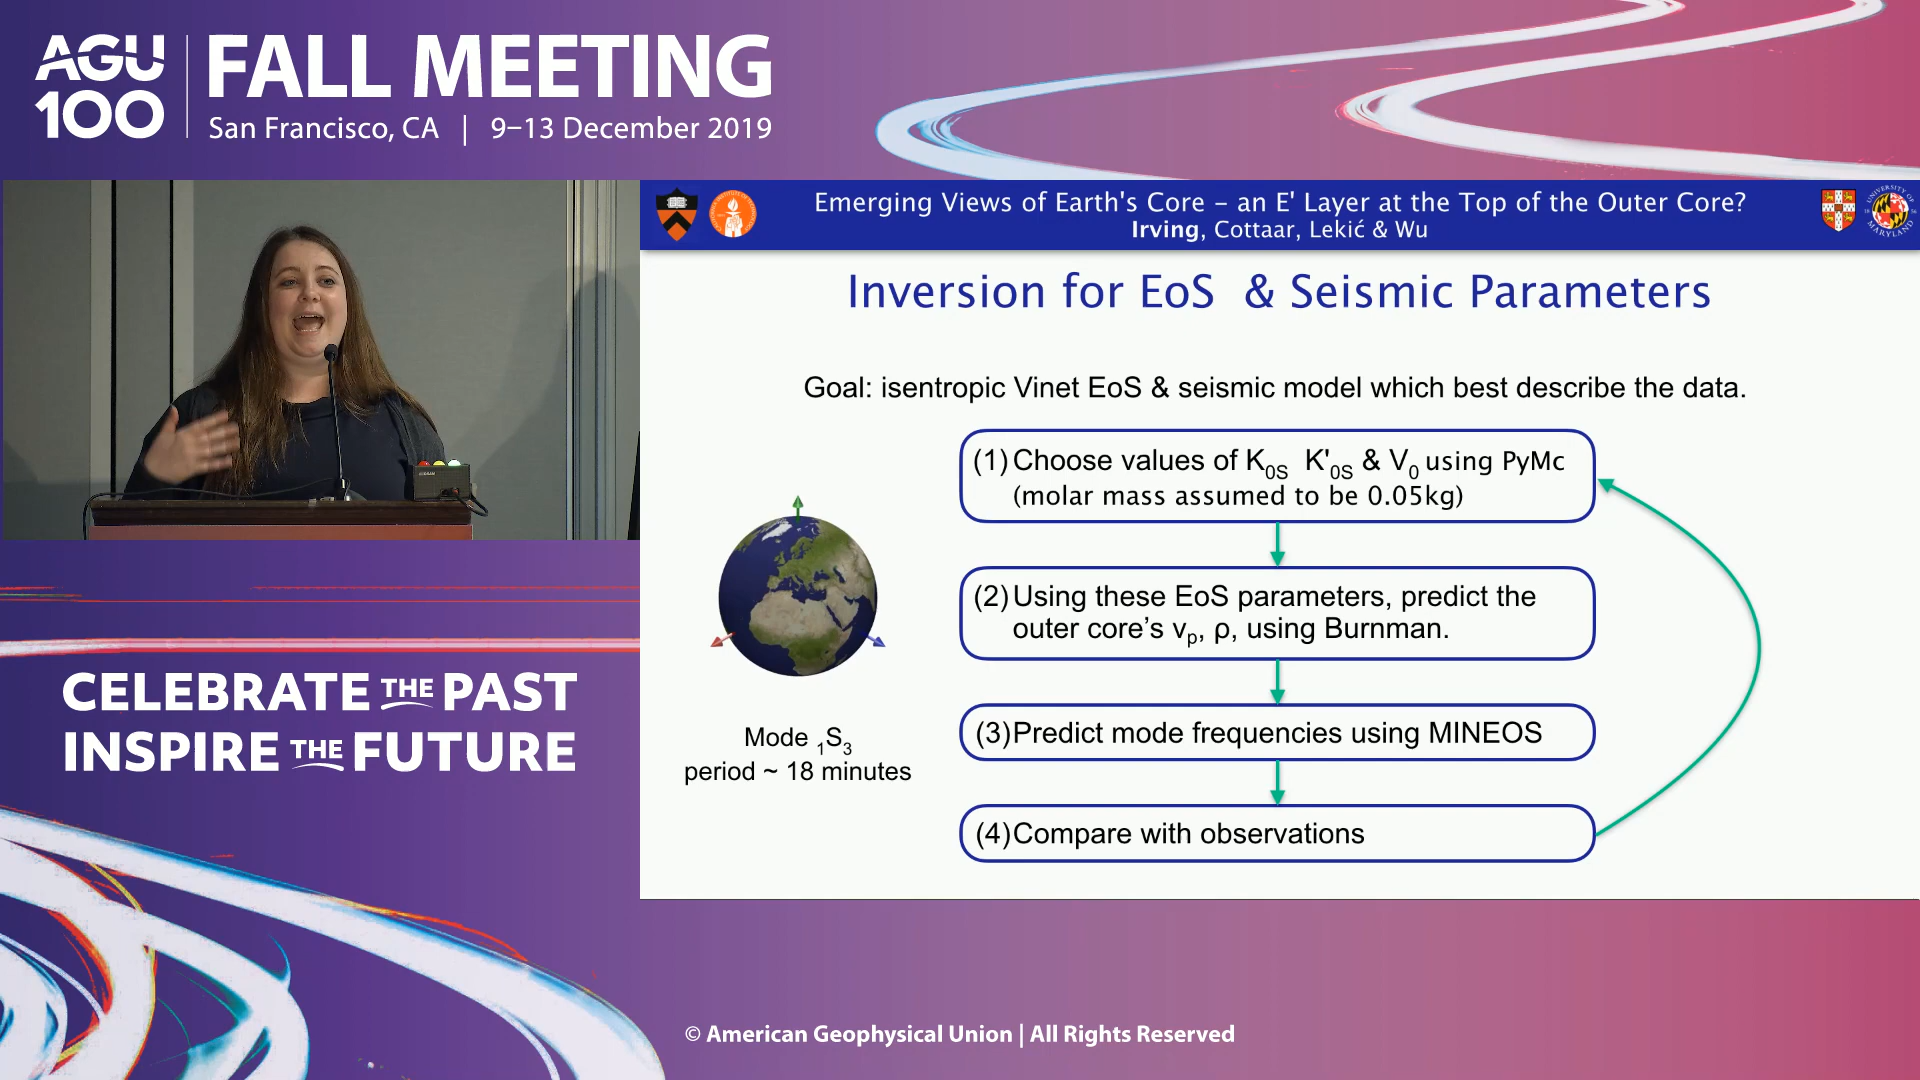 AGU
100
FALL MEETING
San Francisco, CA | 9–13 December 2019
Emerging Views of Earth's Core – an E' Layer at the Top of the Outer Core?
Irving, Cottaar, Lekić & Wu
Inversion for EoS & Seismic Parameters
Goal: isentropic Vinet EoS & seismic model which best describe the data.
(1) Choose values of K0S K'0S & V0 using PyMc
(molar mass assumed to be 0.05kg)
(2) Using these EoS parameters, predict the
outer core's vp, ρ, using Burnman.
(3) Predict mode frequencies using MINEOS
(4) Compare with observations
Mode 1S3
period ~ 18 minutes
CELEBRATE THE PAST
INSPIRE THE FUTURE
© American Geophysical Union | All Rights Reserved